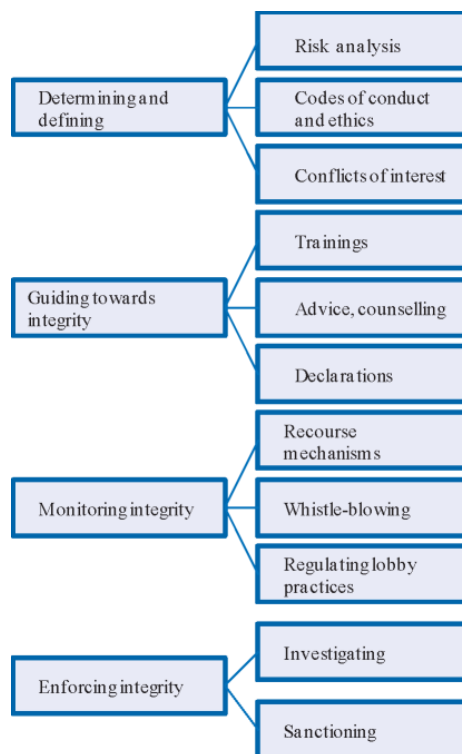 Determining and
defining
Risk analysis
Codes of conduct
and ethics
Conflicts of interest
Guiding towards
integrity
Trainings
Advice, counselling
Declarations
Monitoring integrity
Recourse
mechanisms
Whistle-blowing
Regulating lobby
practices
Enforcing integrity
Investigating
Sanctioning